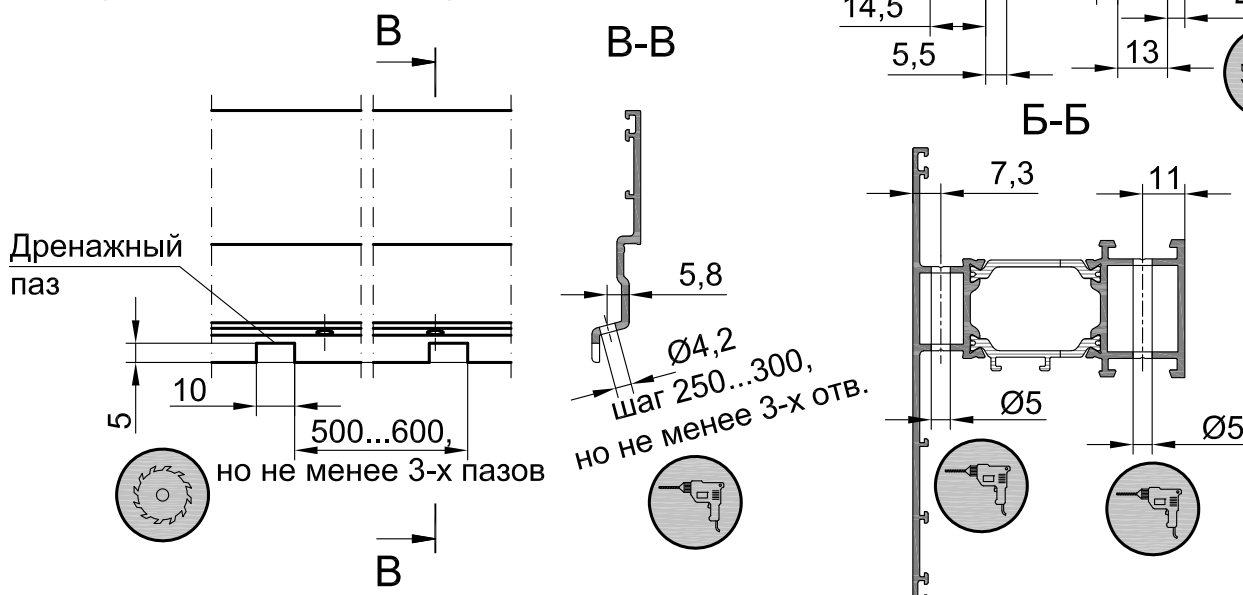 14,5
5,5
13
В
В-В
Б-Б
7,3
11
Дренажный
паз
5,8
Ø4,2
шаг 250...300,
но не менее 3-х отв.
5
10
500...600,
но не менее 3-х пазов
Ø5
Ø5
В